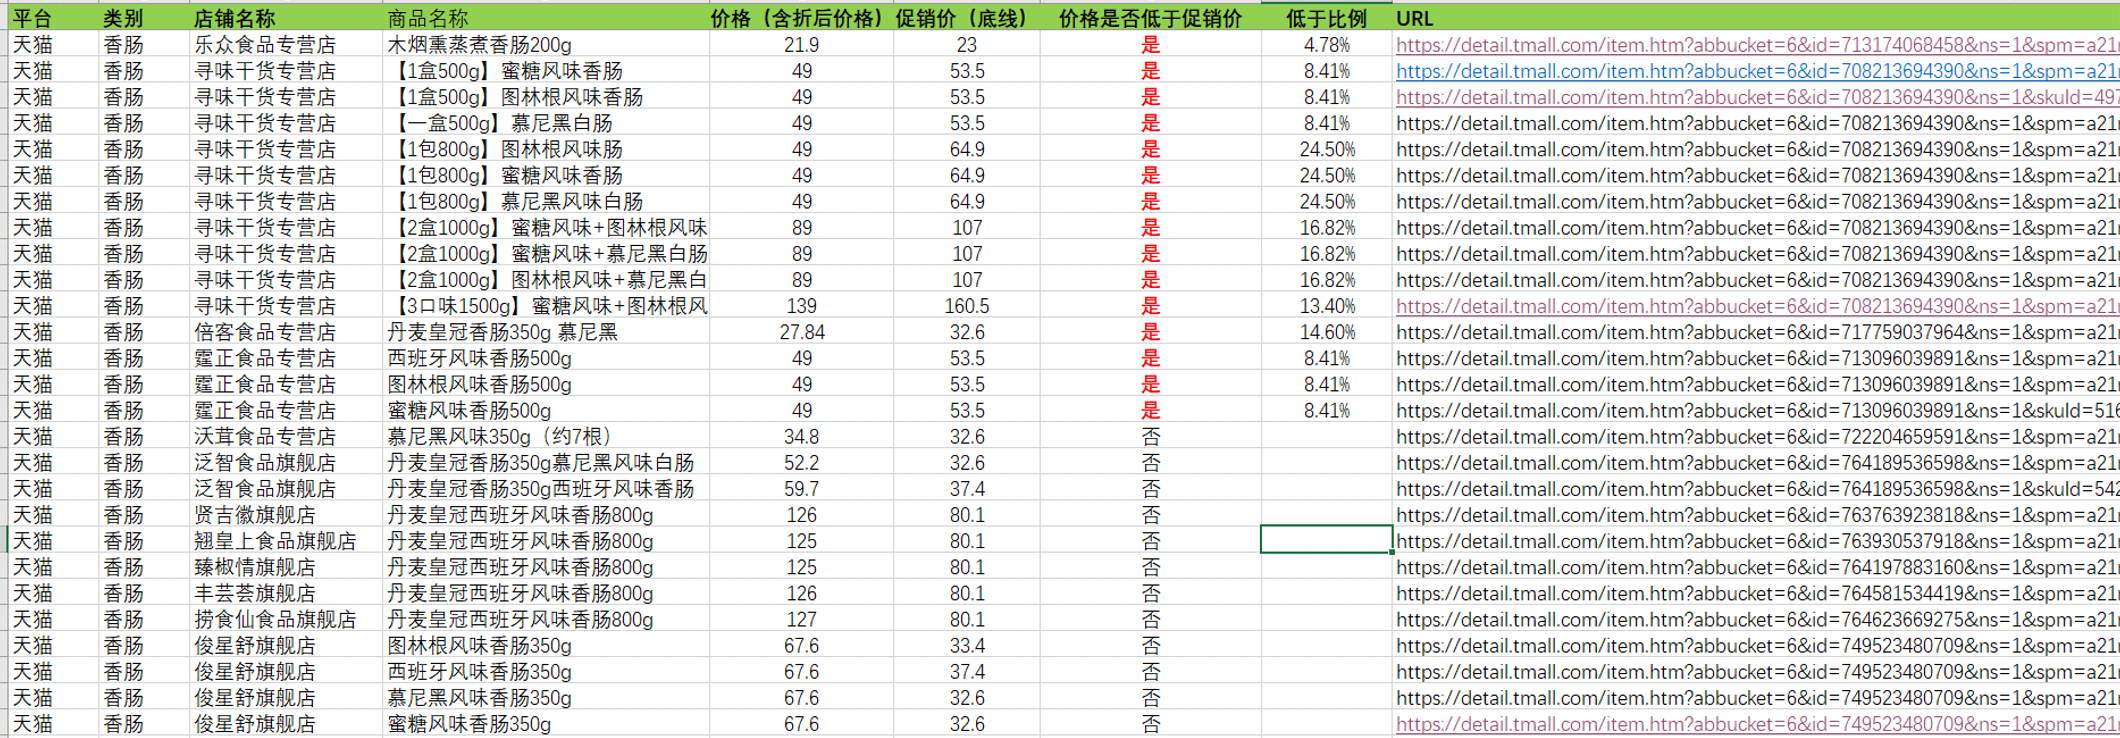 平台 类别 店铺名称 商品名称 价格（含折后价格） 促销价（底线） 价格是否低于促销价 低于比例 URL
天猫 香肠 乐众食品专营店 木烟熏蒸煮香肠200g 21.9 23 是 4.78% https://detail.tmall.com/item.htm?abbucket=6&id=713174068458&ns=1&spm=a21
天猫 香肠 寻味干货专营店 【1盒500g】蜜糖风味香肠 49 53.5 是 8.41% https://detail.tmall.com/item.htm?abbucket=6&id=708213694390&ns=1&spm=a21
天猫 香肠 寻味干货专营店 【1盒500g】图林根风味香肠 49 53.5 是 8.41% https://detail.tmall.com/item.htm?abbucket=6&id=708213694390&ns=1&skuId=497
天猫 香肠 寻味干货专营店 【一盒500g】慕尼黑白肠 49 53.5 是 8.41% https://detail.tmall.com/item.htm?abbucket=6&id=708213694390&ns=1&spm=a21
天猫 香肠 寻味干货专营店 【1包800g】图林根风味肠 49 64.9 是 24.50% https://detail.tmall.com/item.htm?abbucket=6&id=708213694390&ns=1&spm=a21
天猫 香肠 寻味干货专营店 【1包800g】蜜糖风味香肠 49 64.9 是 24.50% https://detail.tmall.com/item.htm?abbucket=6&id=708213694390&ns=1&spm=a21
天猫 香肠 寻味干货专营店 【1包800g】慕尼黑风味白肠 49 64.9 是 24.50% https://detail.tmall.com/item.htm?abbucket=6&id=708213694390&ns=1&spm=a21
天猫 香肠 寻味干货专营店 【2盒1000g】蜜糖风味+图林根风味 89 107 是 16.82% https://detail.tmall.com/item.htm?abbucket=6&id=708213694390&ns=1&spm=a21
天猫 香肠 寻味干货专营店 【2盒1000g】蜜糖风味+慕尼黑白肠 89 107 是 16.82% https://detail.tmall.com/item.htm?abbucket=6&id=708213694390&ns=1&spm=a21
天猫 香肠 寻味干货专营店 【2盒1000g】图林根风味+慕尼黑白 89 107 是 16.82% https://detail.tmall.com/item.htm?abbucket=6&id=708213694390&ns=1&spm=a21
天猫 香肠 寻味干货专营店 【3口味1500g】蜜糖风味+图林根风 139 160.5 是 13.40% https://detail.tmall.com/item.htm?abbucket=6&id=708213694390&ns=1&spm=a21
天猫 香肠 倍客食品专营店 丹麦皇冠香肠350g 慕尼黑 27.84 32.6 是 14.60% https://detail.tmall.com/item.htm?abbucket=6&id=717759037964&ns=1&spm=a21
天猫 香肠 霆正食品专营店 西班牙风味香肠500g 49 53.5 是 8.41% https://detail.tmall.com/item.htm?abbucket=6&id=713096039891&ns=1&spm=a21
天猫 香肠 霆正食品专营店 图林根风味香肠500g 49 53.5 是 8.41% https://detail.tmall.com/item.htm?abbucket=6&id=713096039891&ns=1&spm=a21
天猫 香肠 霆正食品专营店 蜜糖风味香肠500g 49 53.5 是 8.41% https://detail.tmall.com/item.htm?abbucket=6&id=713096039891&ns=1&skuId=516
天猫 香肠 沃茸食品专营店 慕尼黑风味350g（约7根） 34.8 32.6 否 https://detail.tmall.com/item.htm?abbucket=6&id=722204659591&ns=1&spm=a21
天猫 香肠 泛智食品旗舰店 丹麦皇冠香肠350g慕尼黑风味白肠 52.2 32.6 否 https://detail.tmall.com/item.htm?abbucket=6&id=764189536598&ns=1&spm=a21
天猫 香肠 泛智食品旗舰店 丹麦皇冠香肠350g西班牙风味香肠 59.7 37.4 否 https://detail.tmall.com/item.htm?abbucket=6&id=764189536598&ns=1&skuId=542
天猫 香肠 贤吉徽旗舰店 丹麦皇冠西班牙风味香肠800g 126 80.1 否 https://detail.tmall.com/item.htm?abbucket=6&id=763763923818&ns=1&spm=a21
天猫 香肠 翘皇上食品旗舰店 丹麦皇冠西班牙风味香肠800g 125 80.1 否 https://detail.tmall.com/item.htm?abbucket=6&id=763930537918&ns=1&spm=a21
天猫 香肠 臻椒情旗舰店 丹麦皇冠西班牙风味香肠800g 125 80.1 否 https://detail.tmall.com/item.htm?abbucket=6&id=764197883160&ns=1&spm=a21
天猫 香肠 丰芸荟旗舰店 丹麦皇冠西班牙风味香肠800g 126 80.1 否 https://detail.tmall.com/item.htm?abbucket=6&id=764581534419&ns=1&spm=a21
天猫 香肠 捞食仙食品旗舰店 丹麦皇冠西班牙风味香肠800g 127 80.1 否 https://detail.tmall.com/item.htm?abbucket=6&id=764623669275&ns=1&spm=a21
天猫 香肠 俊星舒旗舰店 图林根风味香肠350g 67.6 33.4 否 https://detail.tmall.com/item.htm?abbucket=6&id=749523480709&ns=1&spm=a21
天猫 香肠 俊星舒旗舰店 西班牙风味香肠350g 67.6 37.4 否 https://detail.tmall.com/item.htm?abbucket=6&id=749523480709&ns=1&spm=a21
天猫 香肠 俊星舒旗舰店 慕尼黑风味香肠350g 67.6 32.6 否 https://detail.tmall.com/item.htm?abbucket=6&id=749523480709&ns=1&spm=a21
天猫 香肠 俊星舒旗舰店 蜜糖风味香肠350g 67.6 32.6 否 https://detail.tmall.com/item.htm?abbucket=6&id=749523480709&ns=1&spm=a21